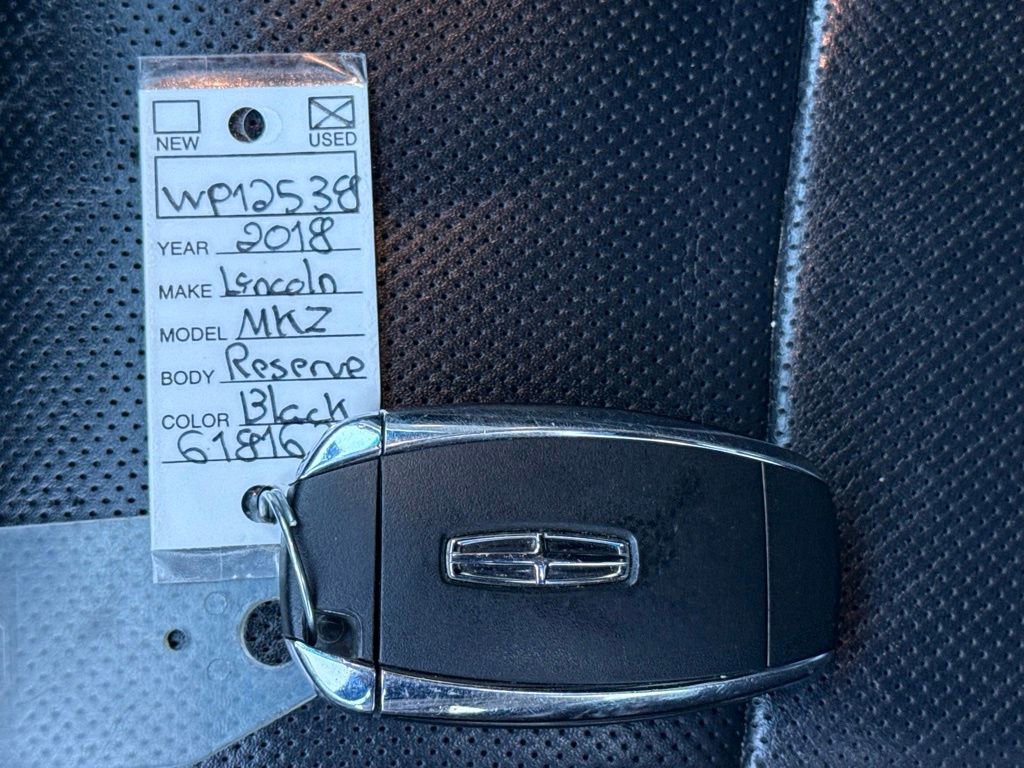 NEW USED
WP12538
YEAR 2018
MAKE Lincoln
MODEL MKZ
BODY Reserve
COLOR Black
61816